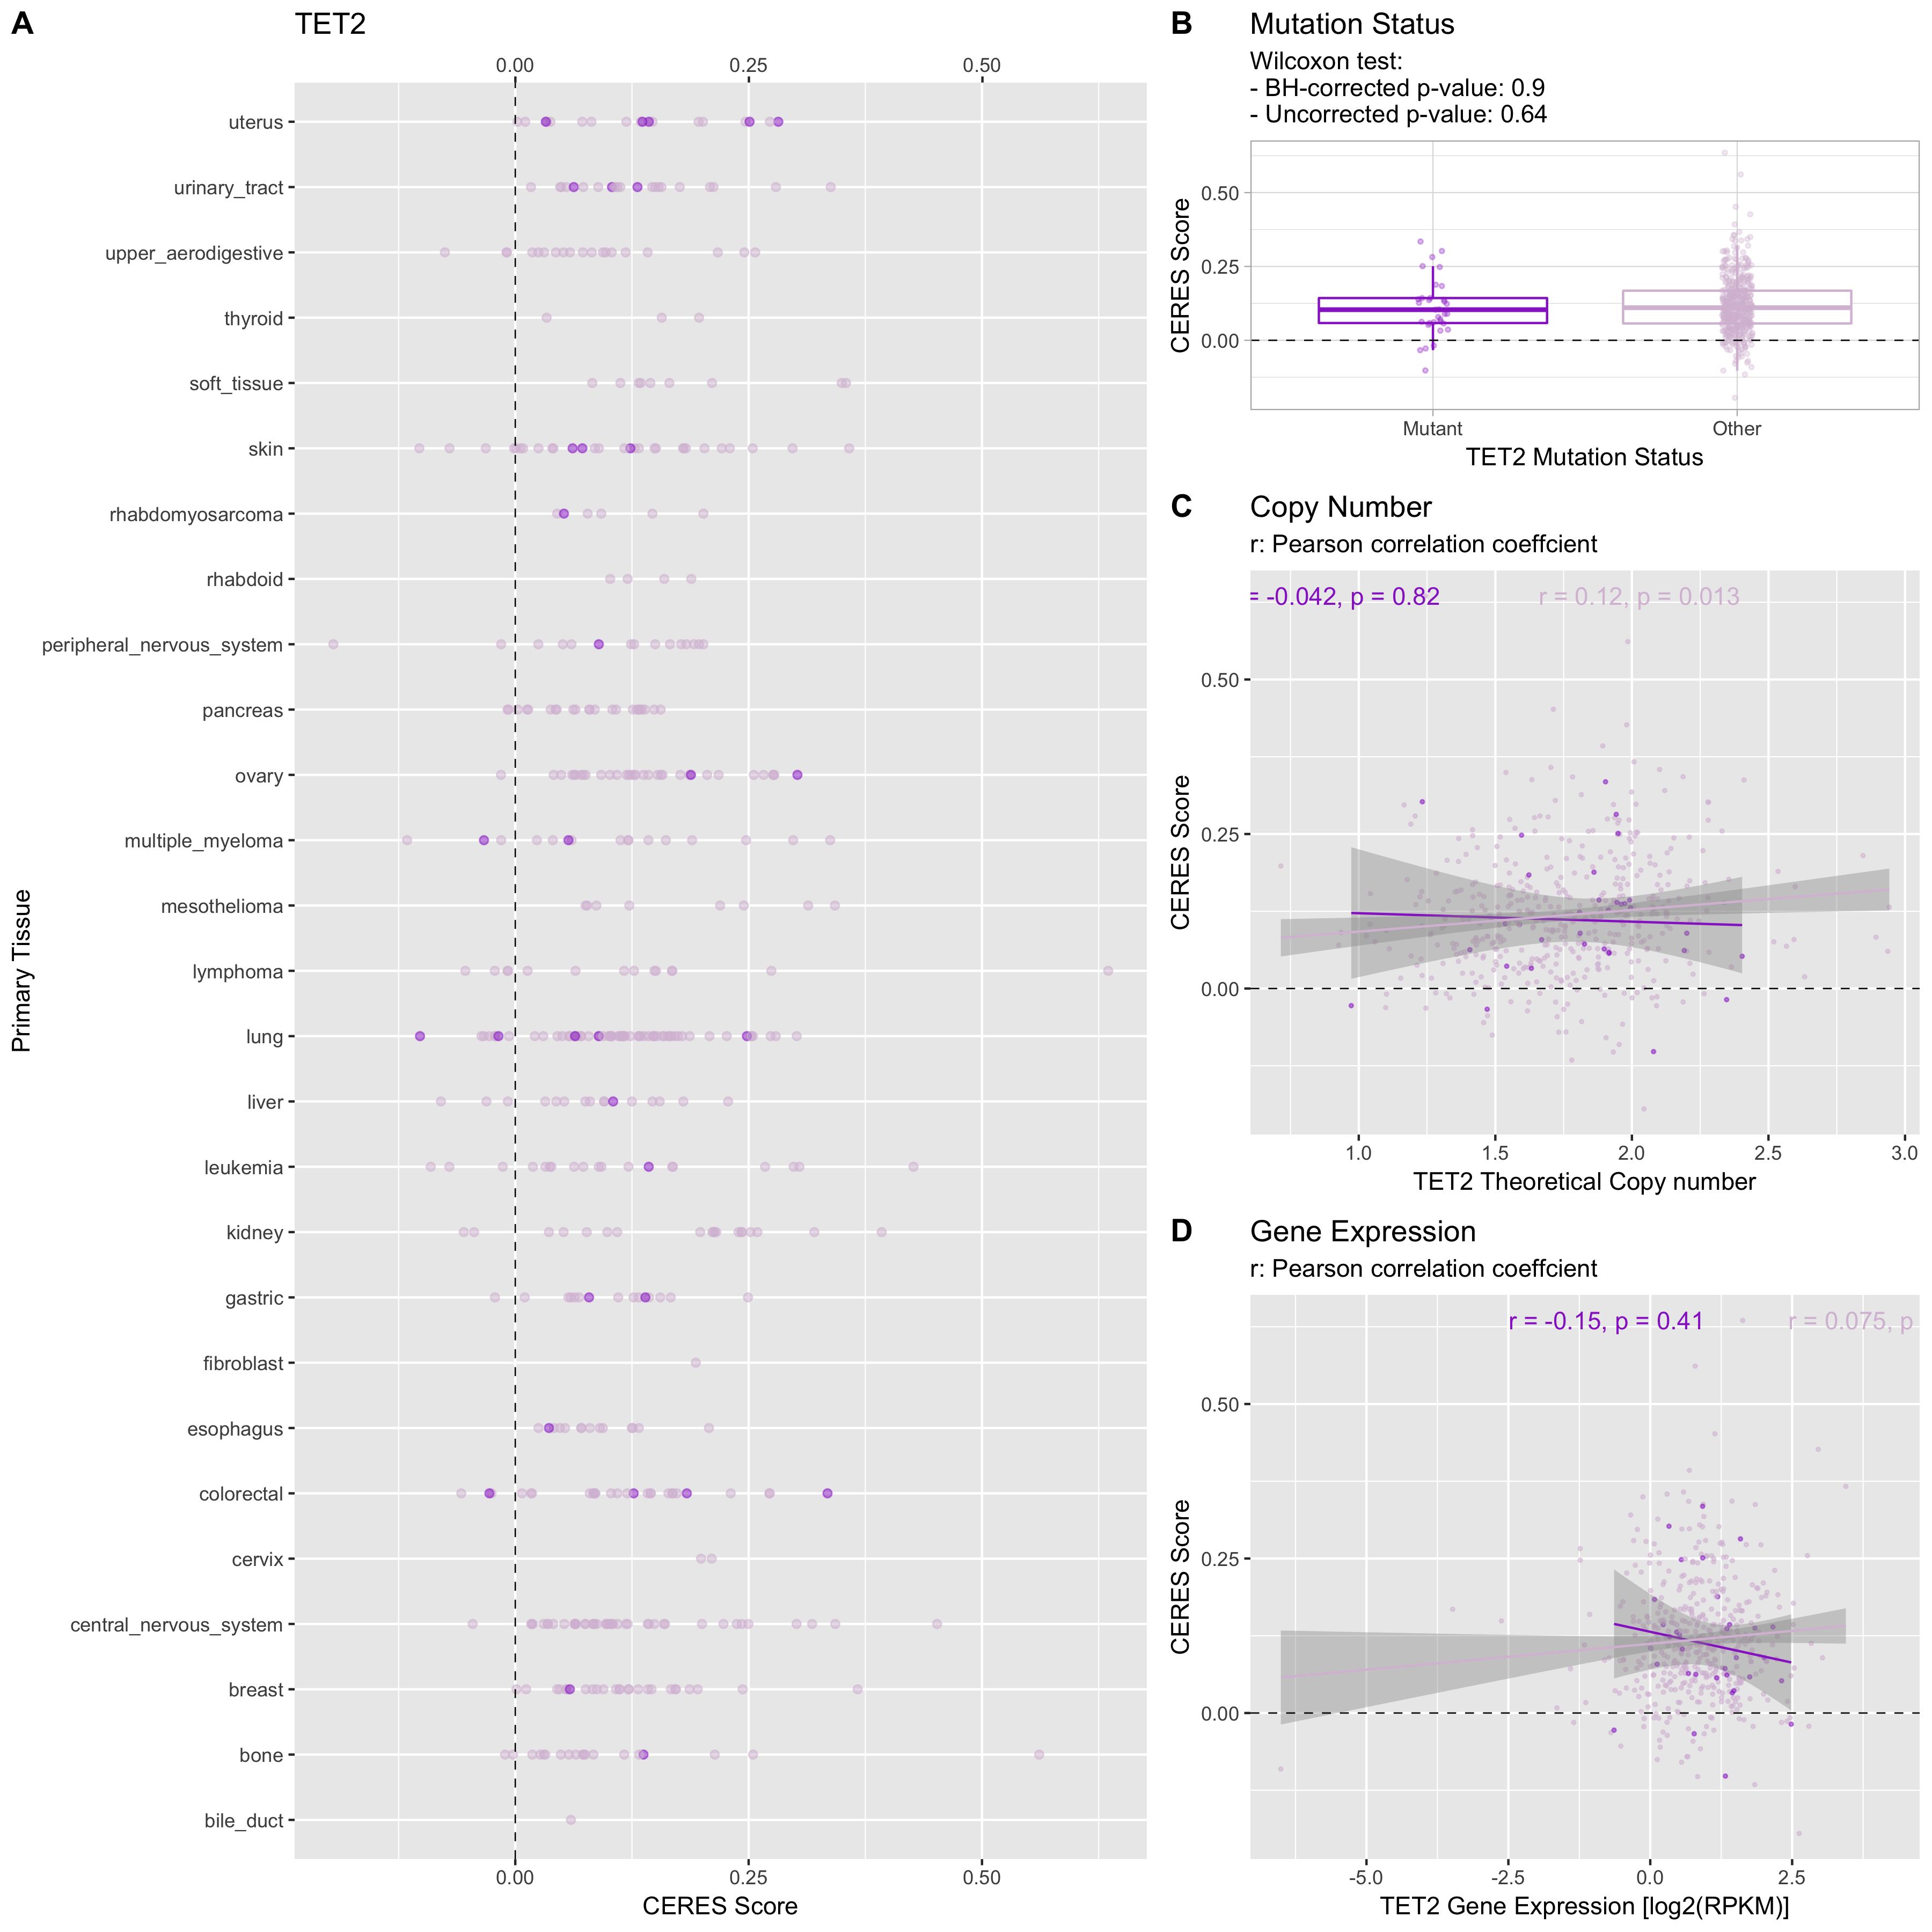 A
TET2
0.00 0.25 0.50
uterus
urinary_tract
upper_aerodigestive
thyroid
soft_tissue
skin
rhabdomyosarcoma
rhabdoid
peripheral_nervous_system
pancreas
ovary
multiple_myeloma
mesothelioma
lymphoma
lung
liver
leukemia
kidney
gastric
fibroblast
esophagus
colorectal
cervix
central_nervous_system
breast
bone
bile_duct
Primary Tissue
0.00 0.25 0.50
CERES Score
B
Mutation Status
Wilcoxon test:
- BH-corrected p-value: 0.9
- Uncorrected p-value: 0.64
0.50
0.25
0.00
CERES Score
Mutant Other
TET2 Mutation Status
C
Copy Number
r: Pearson correlation coeffcient
= -0.042, p = 0.82
r = 0.12, p = 0.013
0.50
0.25
0.00
CERES Score
1.0 1.5 2.0 2.5 3.0
TET2 Theoretical Copy number
D
Gene Expression
r: Pearson correlation coeffcient
r = -0.15, p = 0.41
r = 0.075, p
0.50
0.25
0.00
CERES Score
-5.0 -2.5 0.0 2.5
TET2 Gene Expression [log2(RPKM)]